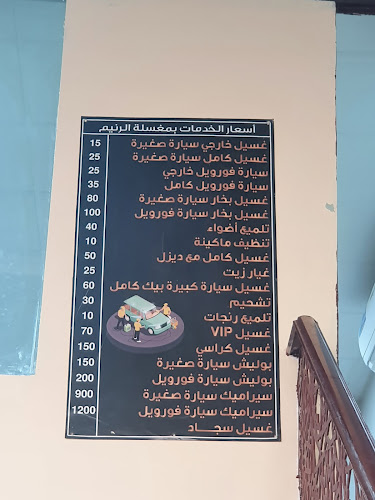 أسعار الخدمات بمغسلة الرنيم
غسيل خارجي سيارة صغيرة 15
غسيل كامل سيارة صغيرة 25
سيارة فورويل خارجي 25
سيارة فورويل كامل 35
غسيل بخار سيارة صغيرة 80
غسيل بخار سيارة فورويل 100
تلميع أضواء 40
تنظيف ماكينة 10
غسيل كامل مع ديزل 50
غيار زيت 25
غسيل سيارة كبيرة بيك كامل 60
تشحيم 30
تلميع رنجات 10
غسيل VIP 70
غسيل كراسي 150
بوليش سيارة صغيرة 150
بوليش سيارة فورويل 200
سيراميك سيارة صغيرة 900
سيراميك سيارة فورويل 1200
غسيل سجاد